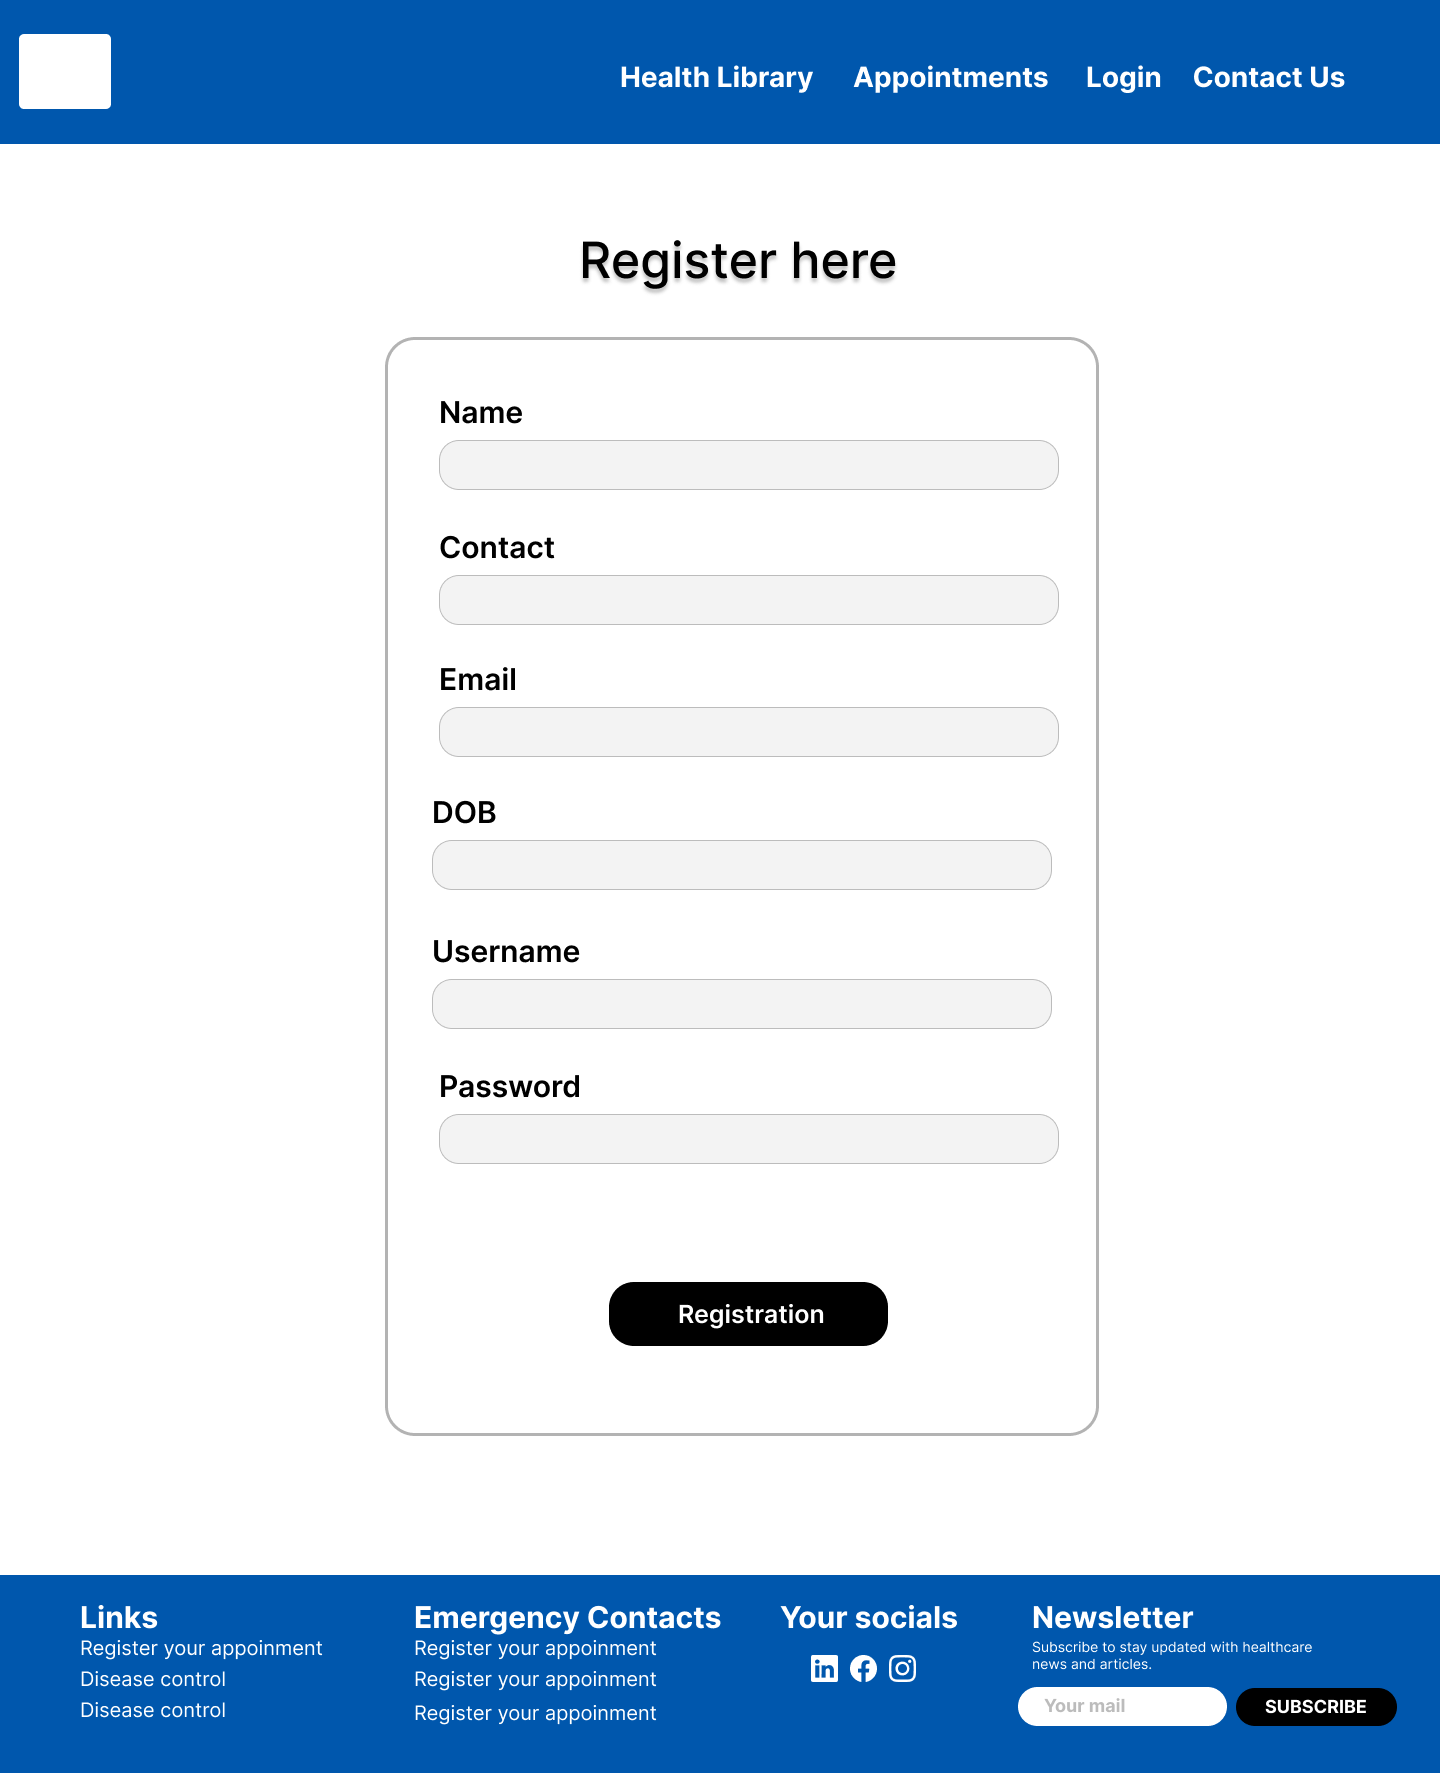 Health Library Appointments Login Contact Us
Register here
Name
Contact
Email
DOB
Username
Password
Registration
Links
Register your appoinment
Disease control
Disease control
Emergency Contacts
Register your appoinment
Register your appoinment
Register your appoinment
Your socials
Newsletter
Subscribe to stay updated with healthcare
news and articles.
Your mail
SUBSCRIBE